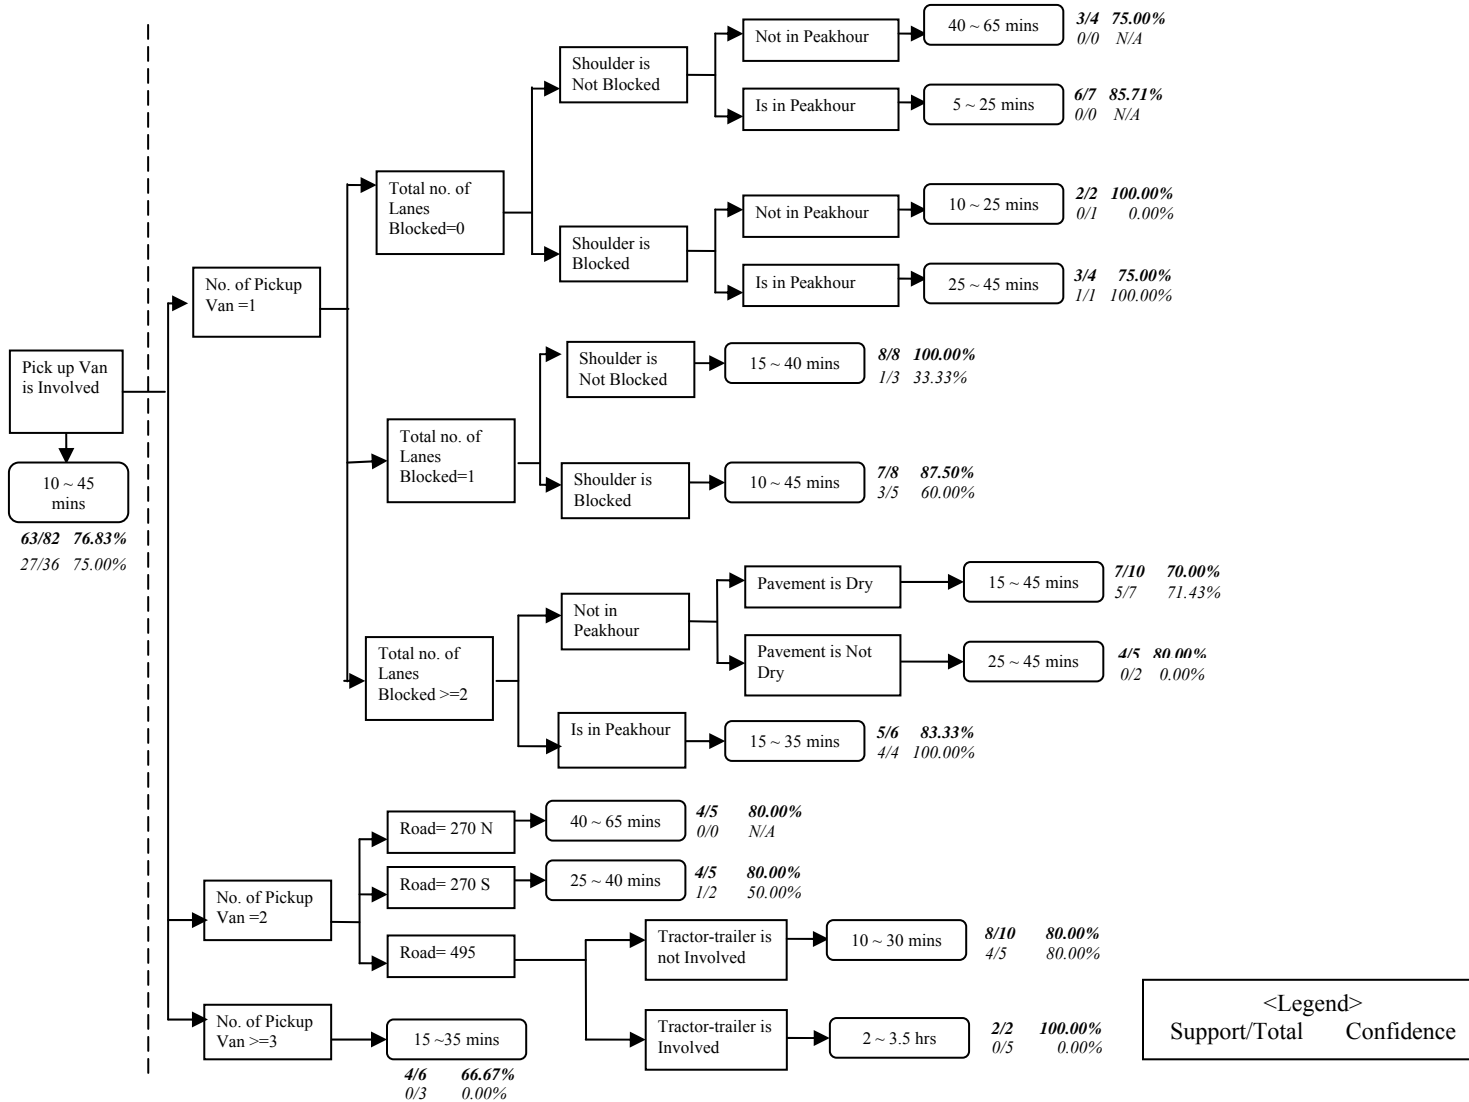 Pick up Van
is Involved
10 ~ 45
mins
63/82 76.83%
27/36 75.00%
No. of Pickup
Van =1
Total no. of
Lanes
Blocked=0
Shoulder is
Not Blocked
Not in Peakhour
40 ~ 65 mins
3/4 75.00%
0/0 N/A
Is in Peakhour
5 ~ 25 mins
6/7 85.71%
0/0 N/A
Shoulder is
Blocked
Not in Peakhour
10 ~ 25 mins
2/2 100.00%
0/1 0.00%
Is in Peakhour
25 ~ 45 mins
3/4 75.00%
1/1 100.00%
Total no. of
Lanes
Blocked=1
Shoulder is
Not Blocked
15 ~ 40 mins
8/8 100.00%
1/3 33.33%
Shoulder is
Blocked
10 ~ 45 mins
7/8 87.50%
3/5 60.00%
Total no. of
Lanes
Blocked >=2
Not in
Peakhour
Pavement is Dry
15 ~ 45 mins
7/10 70.00%
5/7 71.43%
Pavement is Not
Dry
25 ~ 45 mins
4/5 80.00%
0/2 0.00%
Is in Peakhour
15 ~ 35 mins
5/6 83.33%
4/4 100.00%
No. of Pickup
Van =2
Road= 270 N
40 ~ 65 mins
4/5 80.00%
0/0 N/A
Road= 270 S
25 ~ 40 mins
4/5 80.00%
1/2 50.00%
Road= 495
Tractor-trailer is
not Involved
10 ~ 30 mins
8/10 80.00%
4/5 80.00%
Tractor-trailer is
Involved
2 ~ 3.5 hrs
2/2 100.00%
0/5 0.00%
No. of Pickup
Van >=3
15 ~35 mins
4/6 66.67%
0/3 0.00%
<Legend>
Support/Total Confidence